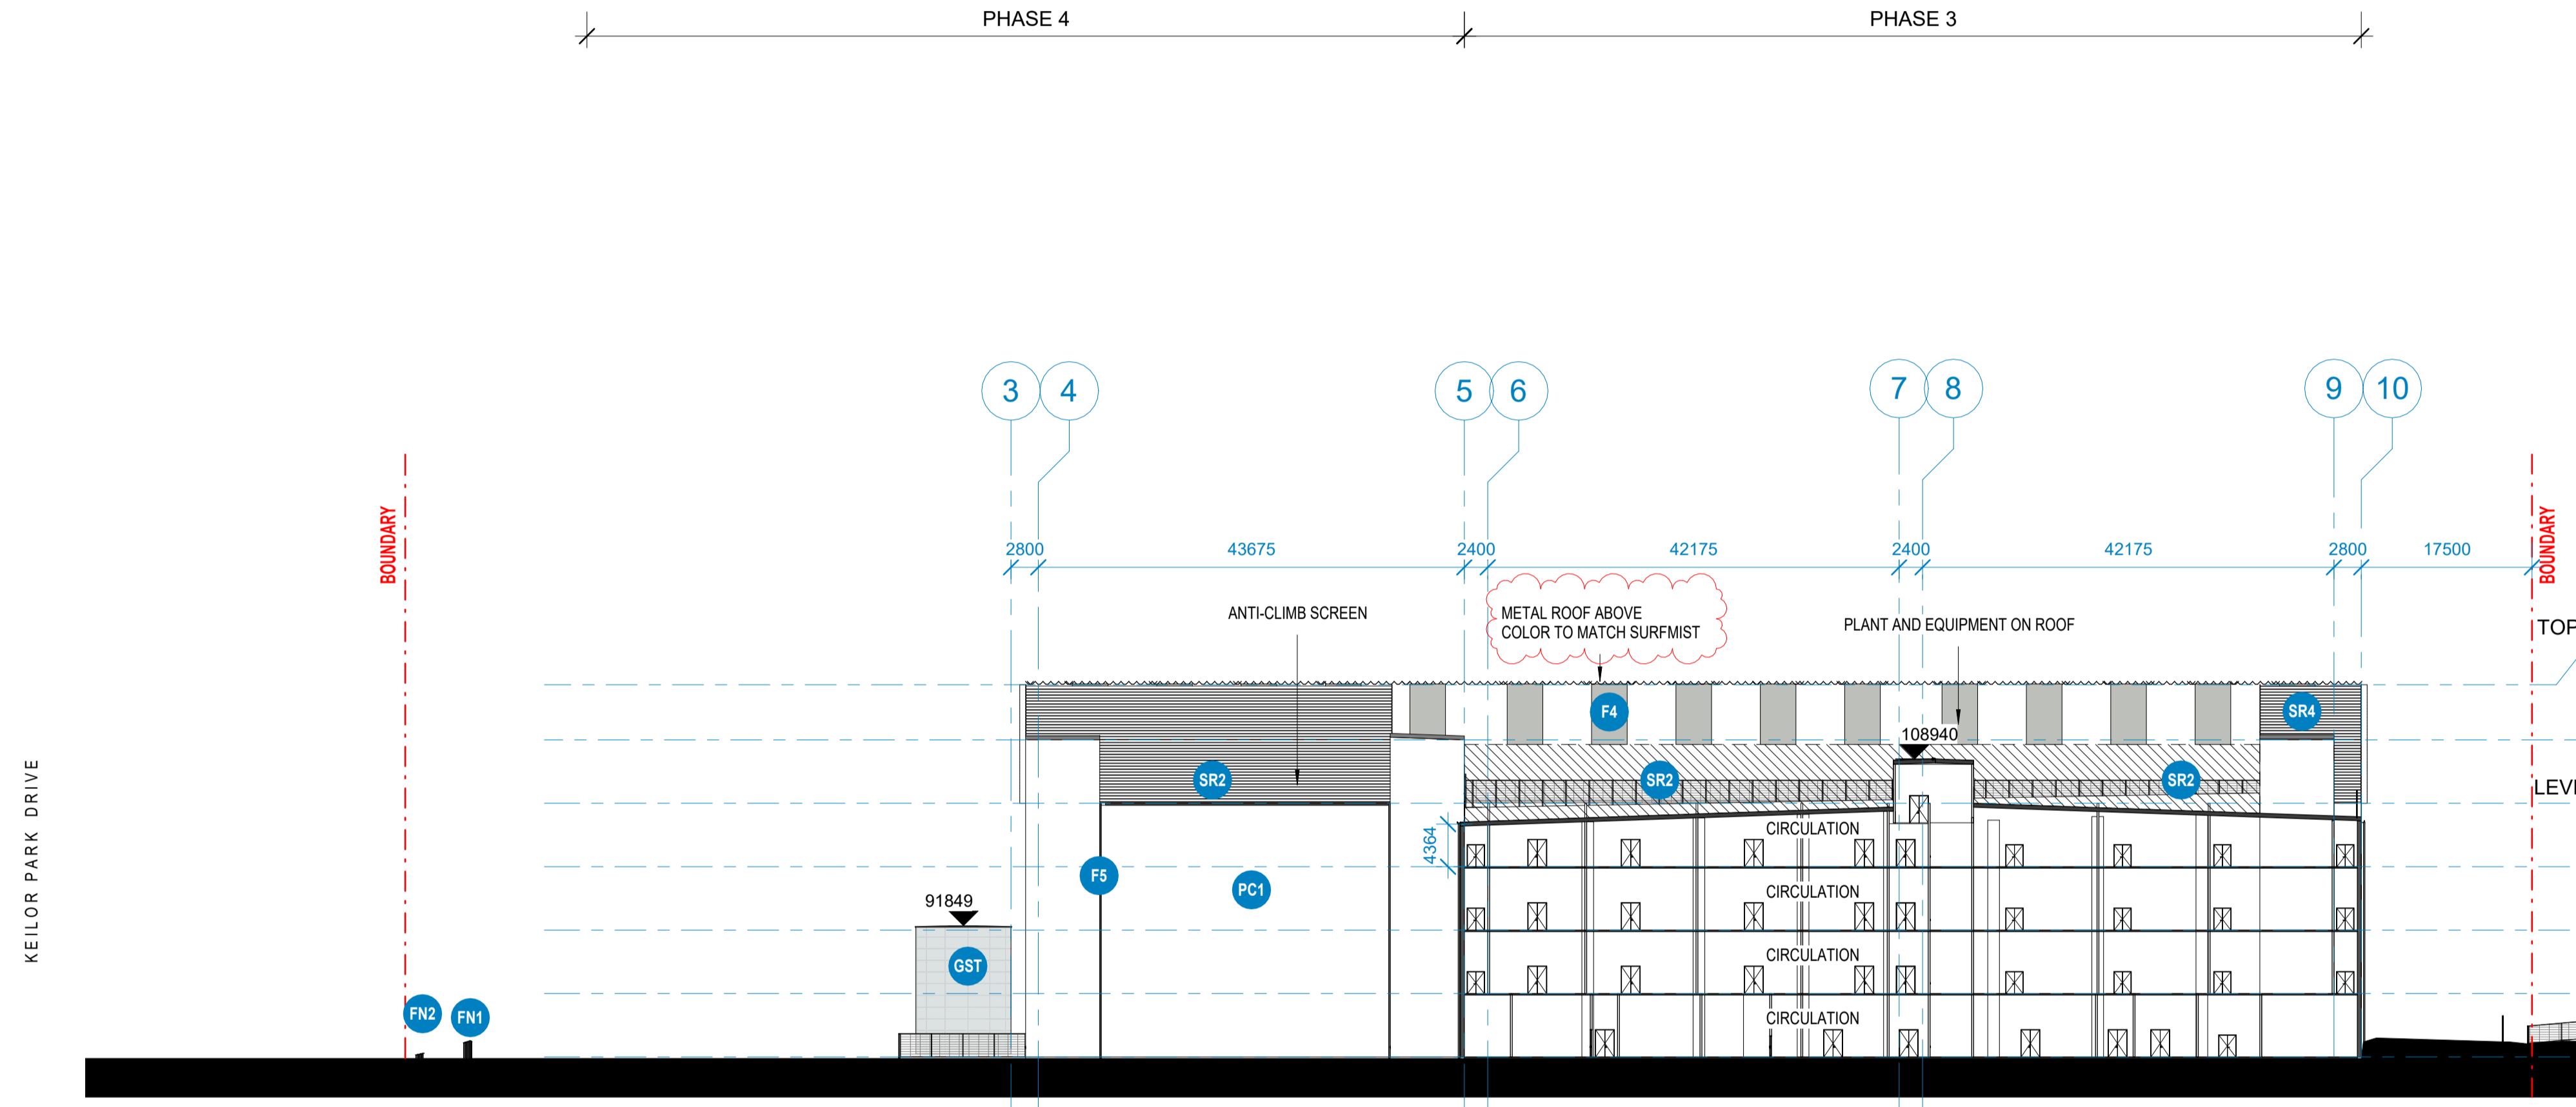 PHASE 4
PHASE 3
3
4
5
6
7
8
9
10
BOUNDARY
BOUNDARY
2800
43675
2400
42175
2400
42175
2800
17500
ANTI-CLIMB SCREEN
METAL ROOF ABOVE
COLOR TO MATCH SURFMIST
PLANT AND EQUIPMENT ON ROOF
TOP
F4
SR4
108940
SR2
SR2
SR2
LEV
4364
CIRCULATION
F5
PC1
CIRCULATION
91849
CIRCULATION
GST
FN2
FN1
CIRCULATION
KEILOR PARK DRIVE